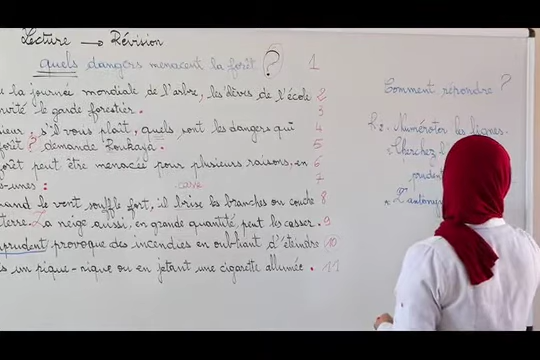 Lecture → Révision
Quels dangers menacent la forêt ? 1
la journée mondiale de l'arbre, les élèves de l'école 2
le garde forestier. 3
s'il vous plaît, quels sont les dangers qui 4
forêt ? demande Roukaya. 5
peut être menacée pour plusieurs raisons, en 6
7
casse
le vent souffle fort, il brise les branches ou couche 8
terre. La neige aussi, en grande quantité, peut les casser. 9
provoque des incendies en oubliant d'éteindre 10
un pique-nique ou en jetant une cigarette allumée. 11
Comment répondre ?
Numéroter les lignes.
Cherchez